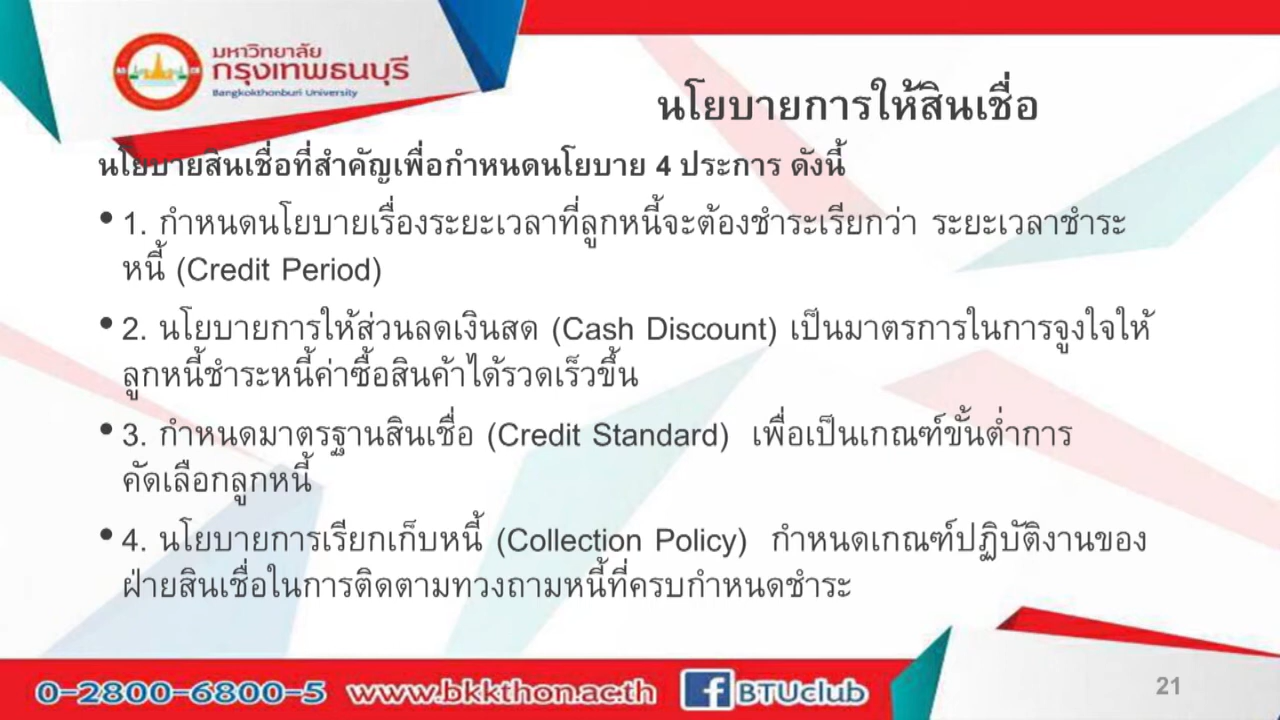 มหาวิทยาลัย
กรุงเทพธนบุรี
Bangkokthonburi University
นโยบายการให้สินเชื่อ
นโยบายสินเชื่อที่สำคัญเพื่อกำหนดนโยบาย 4 ประการ ดังนี้
• 1. กำหนดนโยบายเรื่องระยะเวลาที่ลูกหนี้จะต้องชำระเรียกว่า ระยะเวลาชำระ
หนี้ (Credit Period)
• 2. นโยบายการให้ส่วนลดเงินสด (Cash Discount) เป็นมาตรการในการจูงใจให้
ลูกหนี้ชำระหนี้ค่าซื้อสินค้าได้รวดเร็วขึ้น
• 3. กำหนดมาตรฐานสินเชื่อ (Credit Standard) เพื่อเป็นเกณฑ์ขั้นต่ำการ
คัดเลือกลูกหนี้
• 4. นโยบายการเรียกเก็บหนี้ (Collection Policy) กำหนดเกณฑ์ปฏิบัติงานของ
ฝ่ายสินเชื่อในการติดตามทวงถามหนี้ที่ครบกำหนดชำระ
0-2800-6800-5 www.bkkthon.ac.th f BTUclub
21